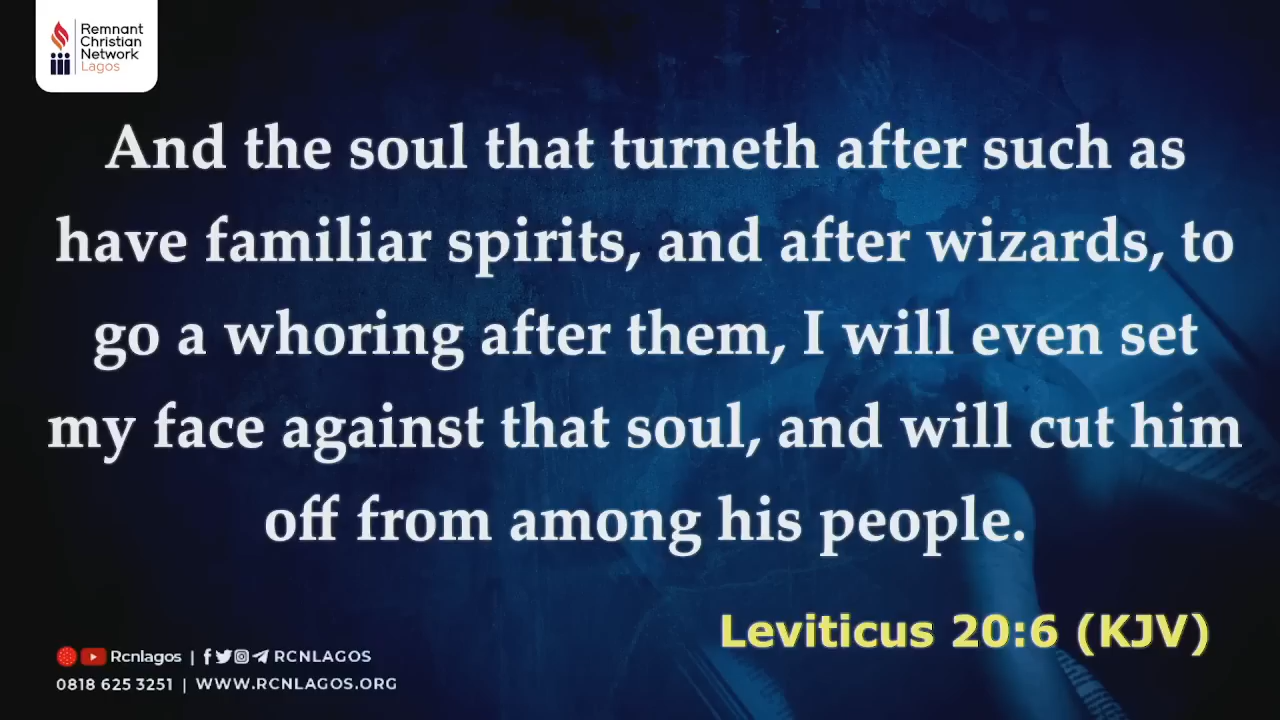 Remnant
Christian
Network
Lagos
And the soul that turneth after such as
have familiar spirits, and after wizards, to
go a whoring after them, I will even set
my face against that soul, and will cut him
off from among his people.
Leviticus 20:6 (KJV)
Rcnlagos | RCNLAGOS
0818 625 3251 | WWW.RCNLAGOS.ORG